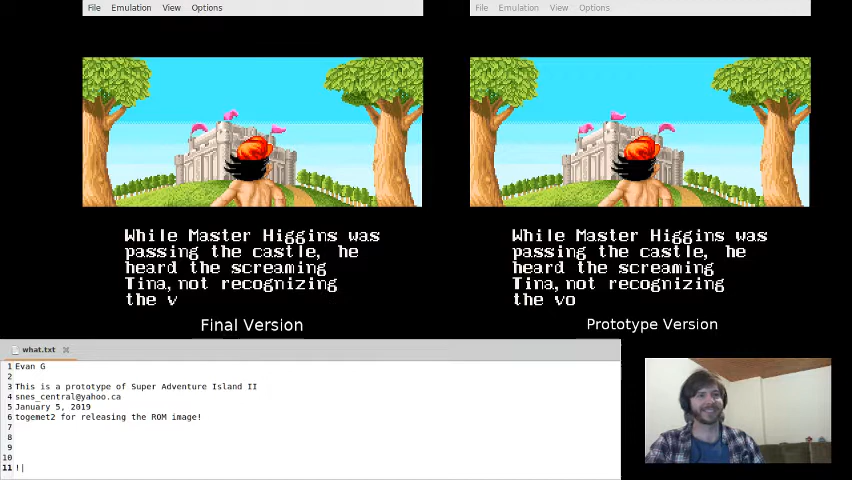 File Emulation View Options
File Emulation View Options
While Master Higgins was
passing the castle, he
heard the screaming
Tina, not recognizing
the v
While Master Higgins was
passing the castle, he
heard the screaming
Tina, not recognizing
the vo
Final Version
Prototype Version
what.txt
1 Evan G
2
3 This is a prototype of Super Adventure Island II
4 snes_central@yahoo.ca
5 January 5, 2019
6 togemet2 for releasing the ROM image!
7
8
9
10
11 !